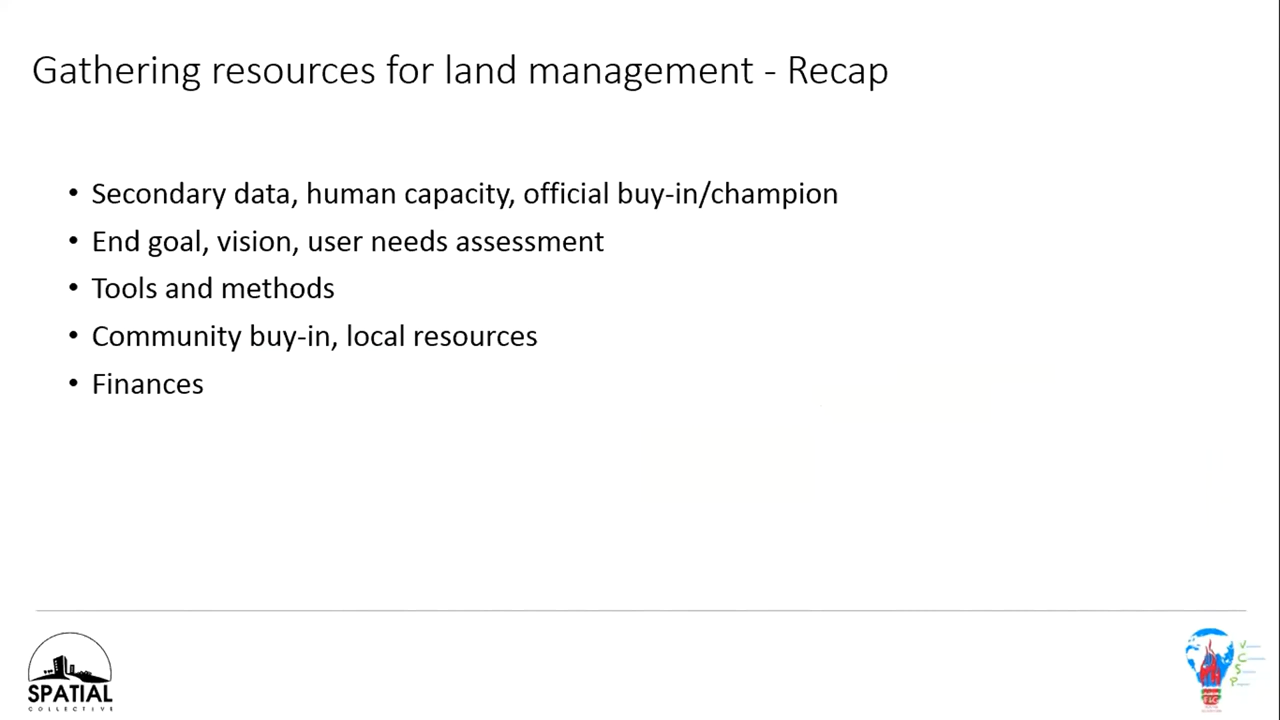 Gathering resources for land management - Recap
• Secondary data, human capacity, official buy-in/champion
• End goal, vision, user needs assessment
• Tools and methods
• Community buy-in, local resources
• Finances
SPATIAL
COLLECTIVE
V
C
S
P